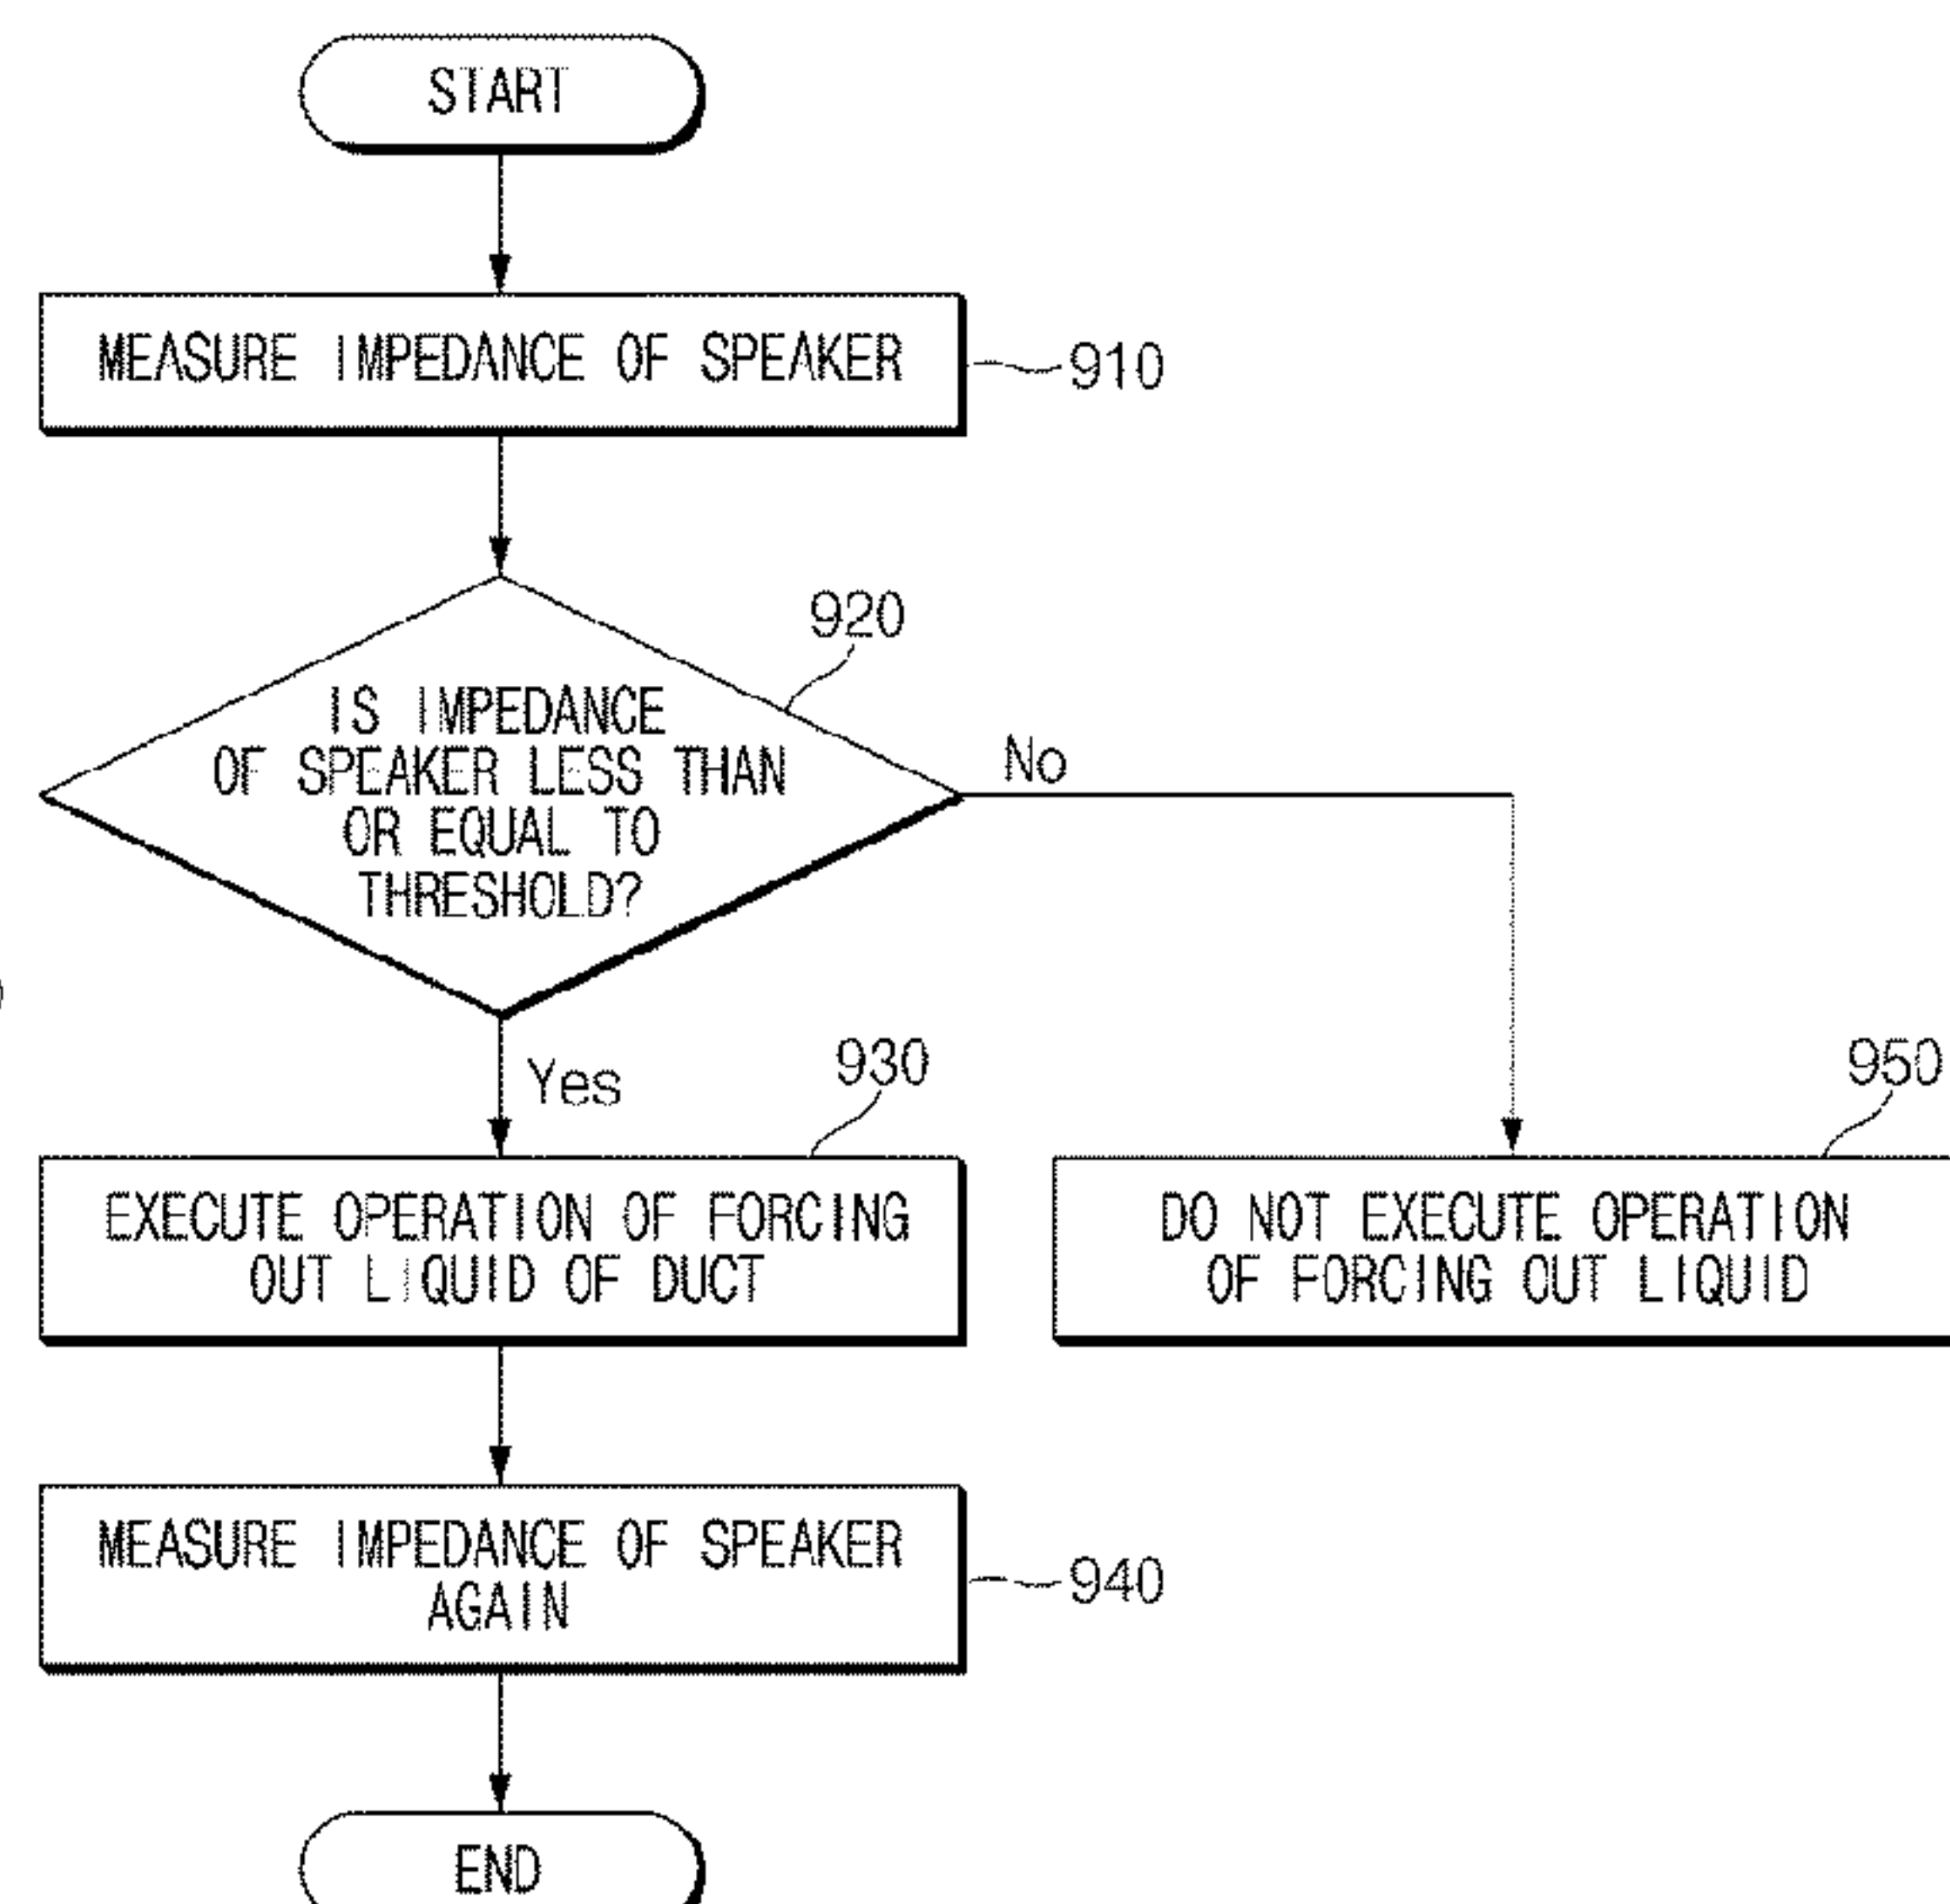 START
MEASURE IMPEDANCE OF SPEAKER
910
920
IS IMPEDANCE
OF SPEAKER LESS THAN
OR EQUAL TO
THRESHOLD?
No
Yes
930
EXECUTE OPERATION OF FORCING
OUT LIQUID OF DUCT
950
DO NOT EXECUTE OPERATION
OF FORCING OUT LIQUID
MEASURE IMPEDANCE OF SPEAKER
AGAIN
940
END